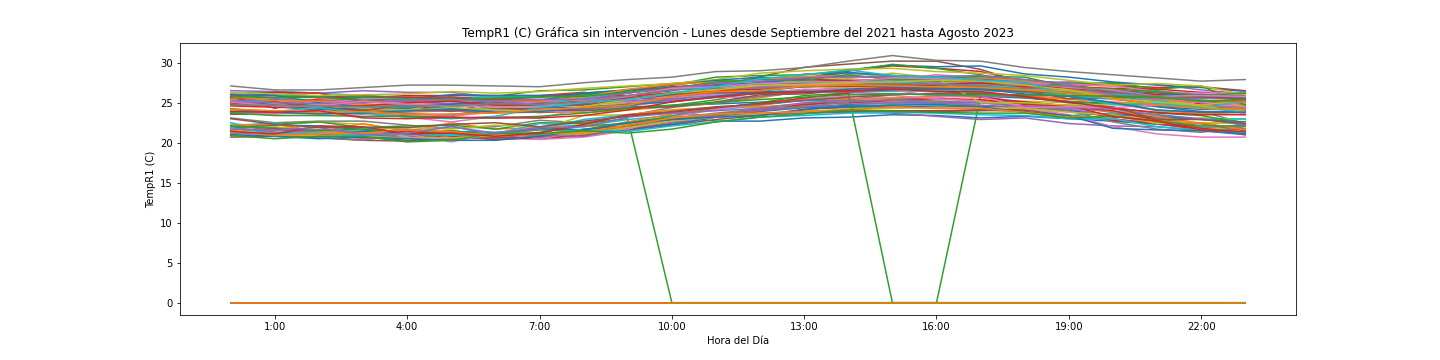 TempR1 (C) Gráfica sin intervención - Lunes desde Septiembre del 2021 hasta Agosto 2023
30
25
20
15
10
5
0
TempR1 (C)
1:00 4:00 7:00 10:00 13:00 16:00 19:00 22:00
Hora del Día